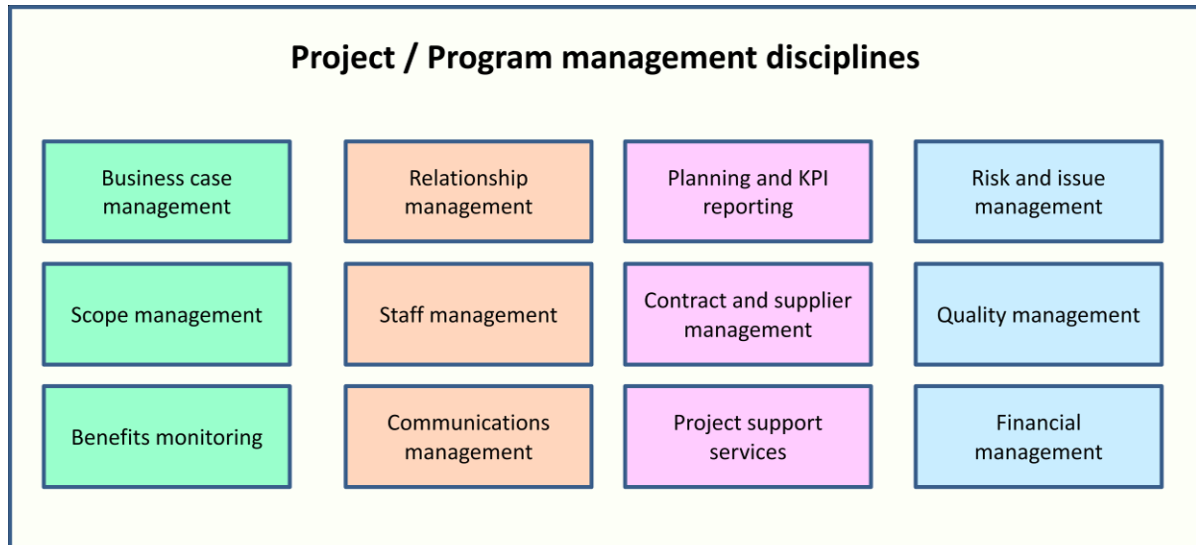 Project / Program management disciplines
Business case
management
Relationship
management
Planning and KPI
reporting
Risk and issue
management
Scope management
Staff management
Contract and supplier
management
Quality management
Benefits monitoring
Communications
management
Project support
services
Financial
management